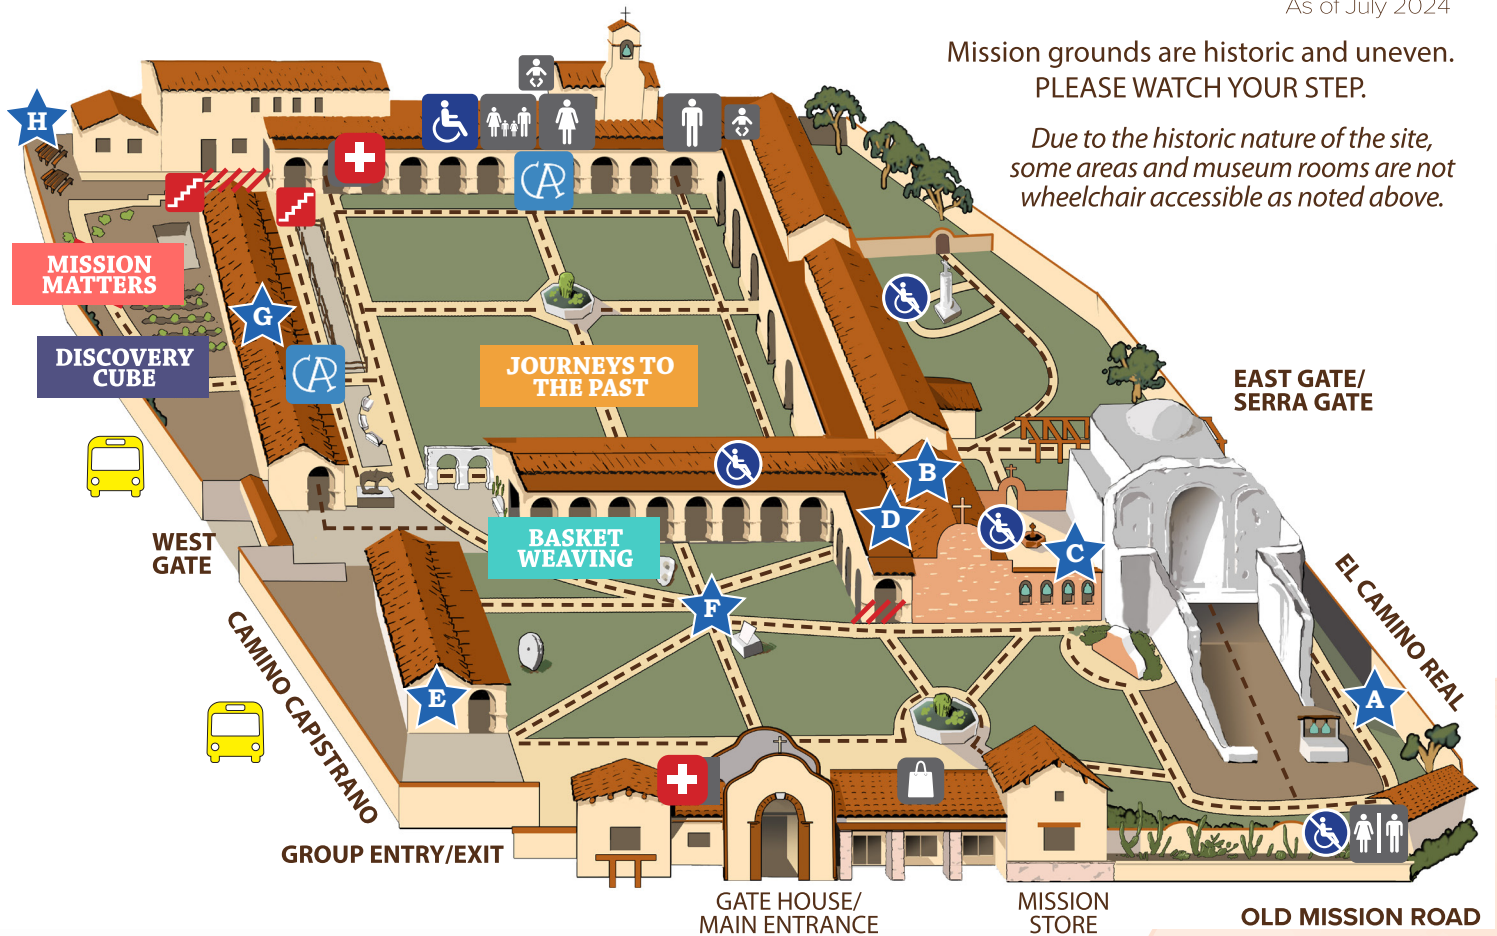 As of July 2024
Mission grounds are historic and uneven.
PLEASE WATCH YOUR STEP.
Due to the historic nature of the site,
some areas and museum rooms are not
wheelchair accessible as noted above.
H
CA
MISSION
MATTERS
G
DISCOVERY
CUBE
CA
JOURNEYS TO
THE PAST
EAST GATE/
SERRA GATE
B
D
C
BASKET
WEAVING
WEST
GATE
F
EL CAMINO REAL
CAMINO CAPISTRANO
E
A
GROUP ENTRY/EXIT
GATE HOUSE/
MAIN ENTRANCE
MISSION
STORE
OLD MISSION ROAD